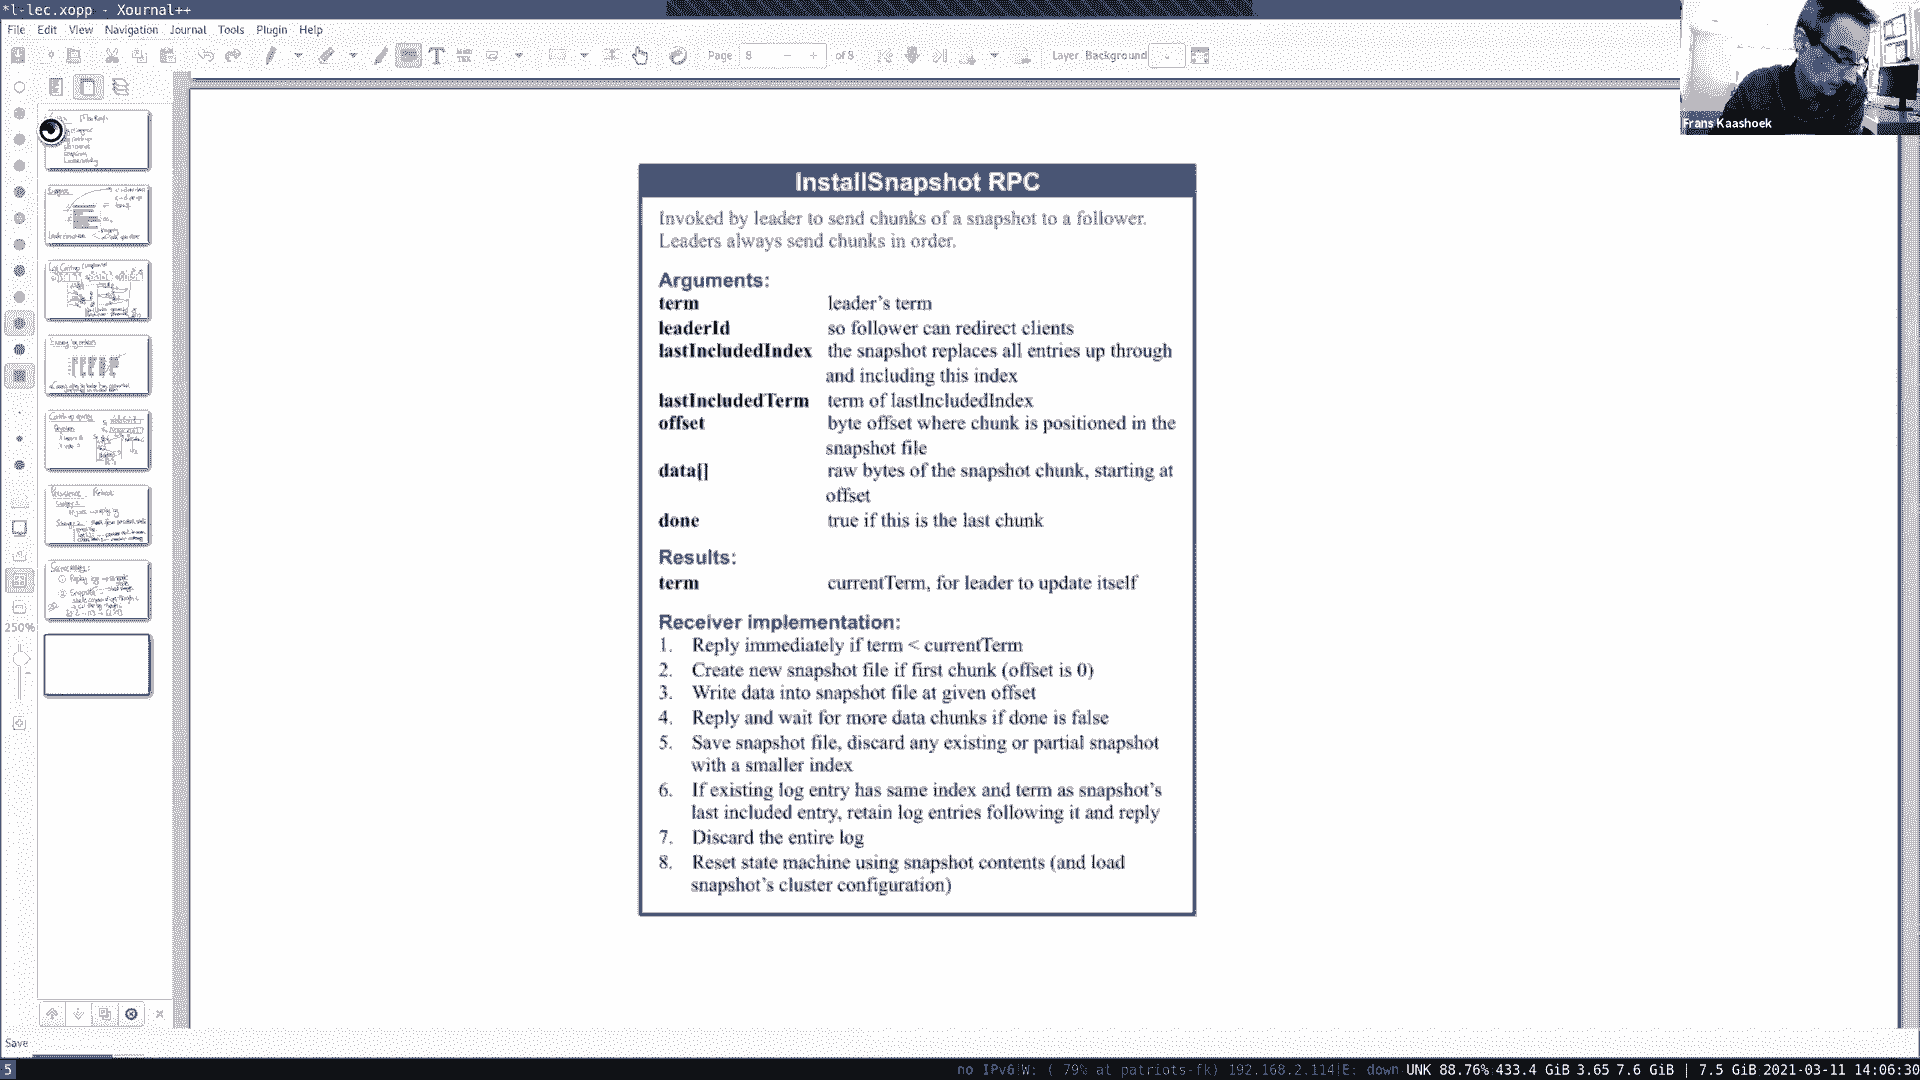 *l-lec.xopp - Xournal++
File Edit View Navigation Journal Tools Plugin Help
Page 8 of 8 Layer Background
Frans Kaashoek
InstallSnapshot RPC
Invoked by leader to send chunks of a snapshot to a follower.
Leaders always send chunks in order.
Arguments:
term leader's term
leaderId so follower can redirect clients
lastIncludedIndex the snapshot replaces all entries up through
and including this index
lastIncludedTerm term of lastIncludedIndex
offset byte offset where chunk is positioned in the
snapshot file
data[] raw bytes of the snapshot chunk, starting at
offset
done true if this is the last chunk
Results:
term currentTerm, for leader to update itself
Receiver implementation:
1. Reply immediately if term < currentTerm
2. Create new snapshot file if first chunk (offset is 0)
3. Write data into snapshot file at given offset
4. Reply and wait for more data chunks if done is false
5. Save snapshot file, discard any existing or partial snapshot
with a smaller index
6. If existing log entry has same index and term as snapshot's
last included entry, retain log entries following it and reply
7. Discard the entire log
8. Reset state machine using snapshot contents (and load
snapshot's cluster configuration)
250%
Save
5 no IPv6|W: ( 79% at patriots-fk) 192.168.2.114|E: down UNK 88.76% 433.4 GiB 3.65 7.6 GiB | 7.5 GiB 2021-03-11 14:06:30